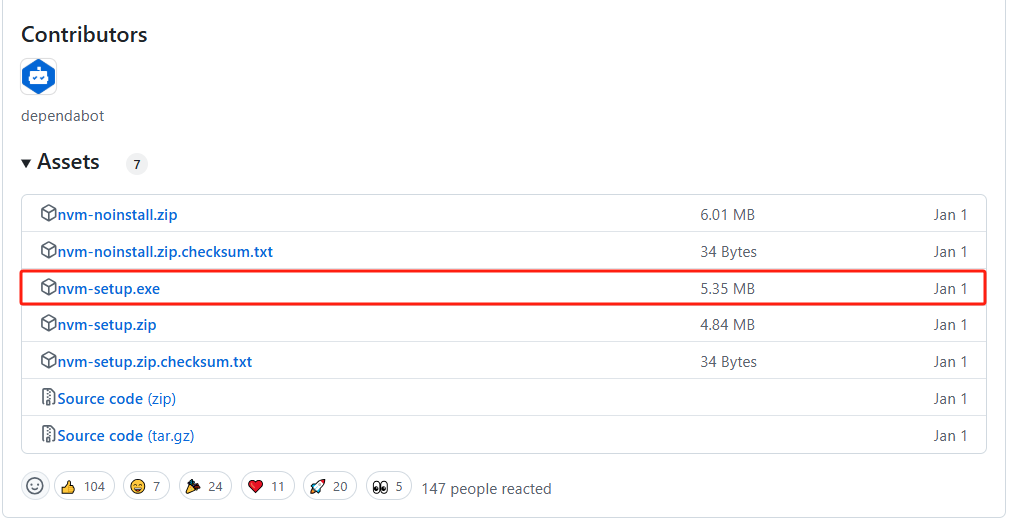 Contributors
dependabot
Assets 7
nvm-noinstall.zip 6.01 MB Jan 1
nvm-noinstall.zip.checksum.txt 34 Bytes Jan 1
nvm-setup.exe 5.35 MB Jan 1
nvm-setup.zip 4.84 MB Jan 1
nvm-setup.zip.checksum.txt 34 Bytes Jan 1
Source code (zip) Jan 1
Source code (tar.gz) Jan 1
104 7 24 11 20 5 147 people reacted